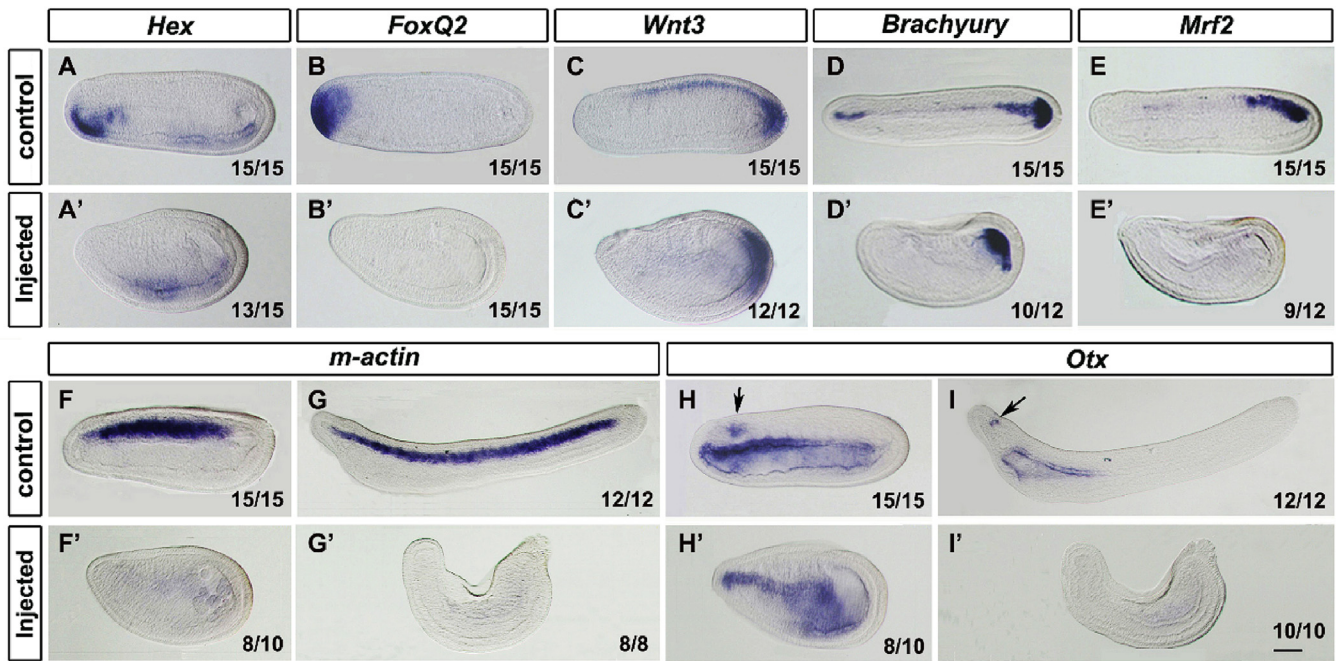 Hex FoxQ2 Wnt3 Brachyury Mrf2
control
A B C D E
15/15 15/15 15/15 15/15 15/15
Injected
A' B' C' D' E'
13/15 15/15 12/12 10/12 9/12
m-actin Otx
control
F G H I
15/15 12/12 15/15 12/12
Injected
F' G' H' I'
8/10 8/8 8/10 10/10